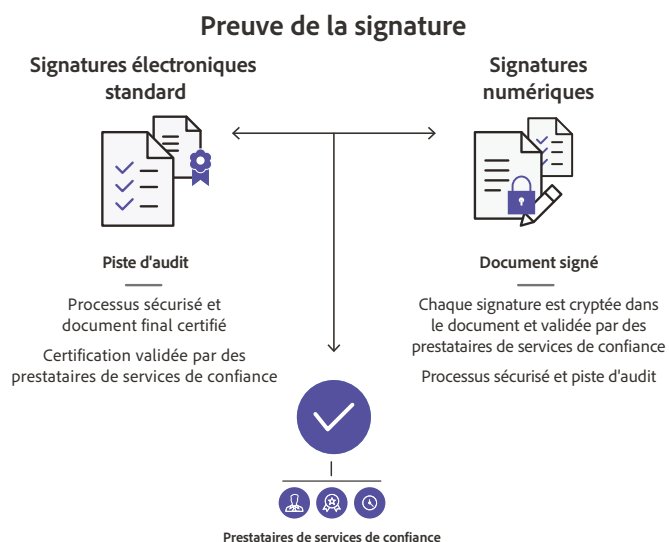 Preuve de la signature
Signatures électroniques
standard
Piste d'audit
Processus sécurisé et
document final certifié
Certification validée par des
prestataires de services de confiance
Signatures
numériques
Document signé
Chaque signature est cryptée dans
le document et validée par des
prestataires de services de confiance
Processus sécurisé et piste d'audit
Prestataires de services de confiance